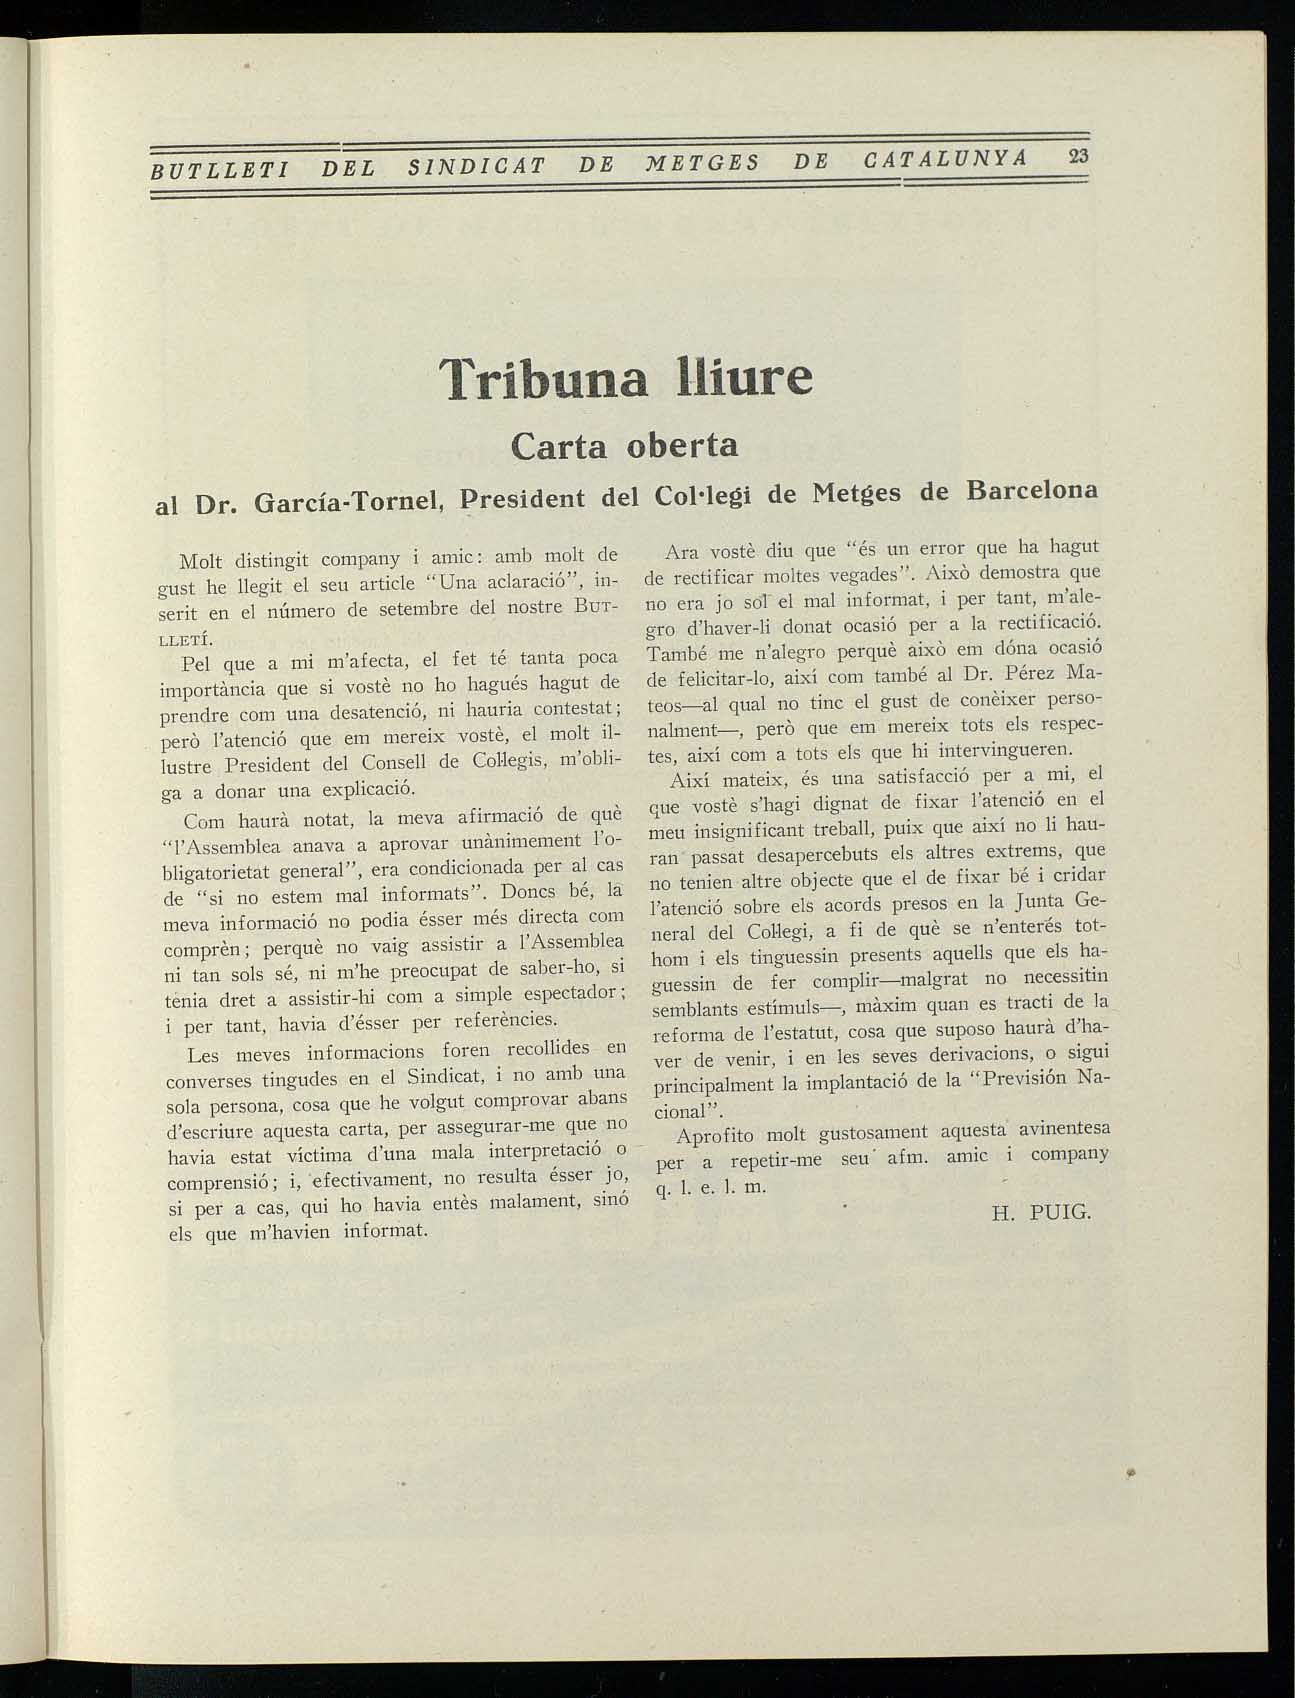 BUTLLETI DEL SINDICAT DE METGES DE CATALUNYA 23
Tribuna lliure
Carta oberta
al Dr. García-Tornel, President del Col·legi de Metges de Barcelona
Molt distingit company i amic: amb molt de
gust he llegit el seu article “Una aclaració”, in-
serit en el número de setembre del nostre BUT-
LLETÍ.
Pel que a mi m’afecta, el fet té tanta poca
importància que si vostè no ho hagués hagut de
prendre com una desatenció, ni hauria contestat;
però l’atenció que em mereix vostè, el molt il-
lustre President del Consell de Col·legis, m’obli-
ga a donar una explicació.
Com haurà notat, la meva afirmació de què
“l’Assemblea anava a aprovar unànimement l’o-
bligatorietat general”, era condicionada per al cas
de “si no estem mal informats”. Doncs bé, la
meva informació no podia ésser més directa com
comprèn; perquè no vaig assistir a l’Assemblea
ni tan sols sé, ni m’he preocupat de saber-ho, si
tenia dret a assistir-hi com a simple espectador;
i per tant, havia d’ésser per referències.
Les meves informacions foren recollides en
converses tingudes en el Sindicat, i no amb una
sola persona, cosa que he volgut comprovar abans
d’escriure aquesta carta, per assegurar-me que no
havia estat víctima d’una mala interpretació o
comprensió; i, efectivament, no resulta ésser jo,
si per a cas, qui ho havia entès malament, sinó
els que m’havien informat.
Ara vostè diu que “és un error que ha hagut
de rectificar moltes vegades”. Això demostra que
no era jo sol el mal informat, i per tant, m’ale-
gro d’haver-li donat ocasió per a la rectificació.
També me n’alegro perquè això em dóna ocasió
de felicitar-lo, així com també al Dr. Pérez Ma-
teos—al qual no tinc el gust de conèixer perso-
nalment—, però que em mereix tots els respec-
tes, així com a tots els que hi intervingueren.
Així mateix, és una satisfacció per a mi, el
que vostè s’hagi dignat de fixar l’atenció en el
meu insignificant treball, puix que així no li hau-
ran passat desapercebuts els altres extrems, que
no tenien altre objecte que el de fixar bé i cridar
l’atenció sobre els acords presos en la Junta Ge-
neral del Col·legi, a fi de què se n’enterés tot-
hom i els tinguessin presents aquells que els ha-
guessin de fer complir—malgrat no necessitin
semblants estímuls—, màxim quan es tracti de la
reforma de l’estatut, cosa que suposo haurà d’ha-
ver de venir, i en les seves derivacions, o sigui
principalment la implantació de la “Previsión Na-
cional”.
Aprofito molt gustosament aquesta avinentesa
per a repetir-me seu afm. amic i company
q. l. e. l. m.
H. PUIG.